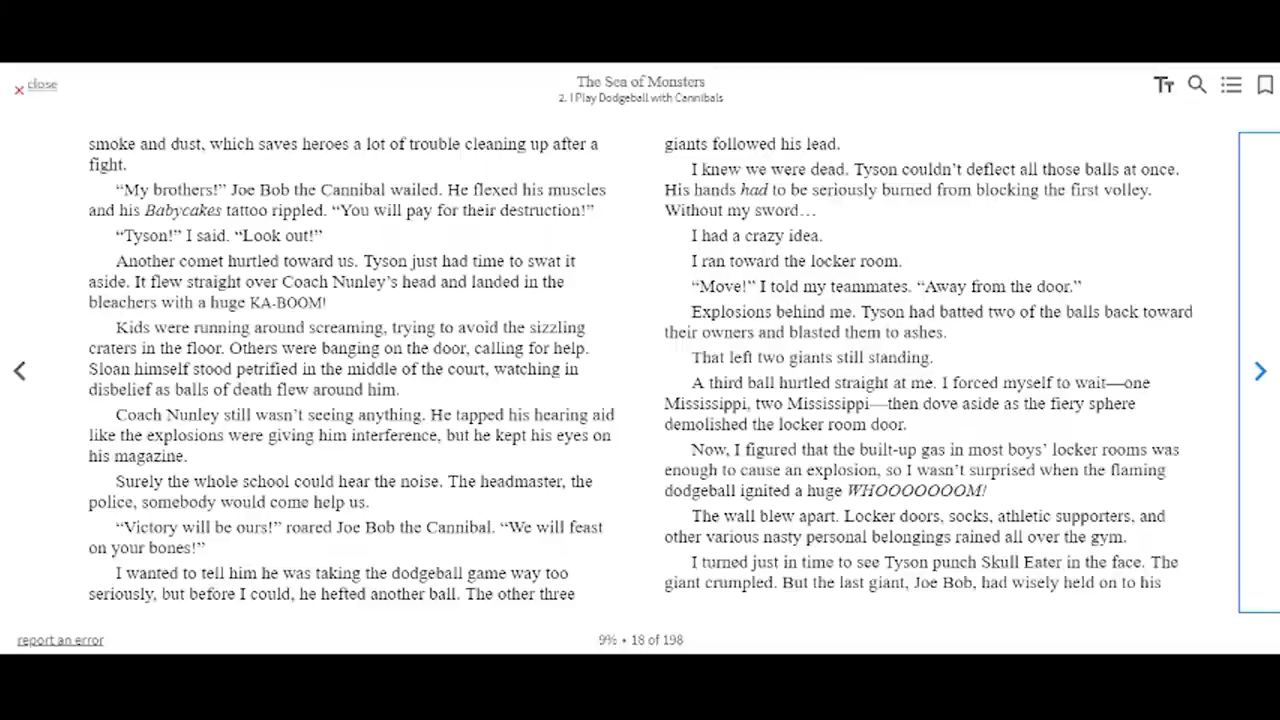 close
The Sea of Monsters
2. I Play Dodgeball with Cannibals
smoke and dust, which saves heroes a lot of trouble cleaning up after a
fight.
“My brothers!” Joe Bob the Cannibal wailed. He flexed his muscles
and his Babycakes tattoo rippled. “You will pay for their destruction!”
“Tyson!” I said. “Look out!”
Another comet hurtled toward us. Tyson just had time to swat it
aside. It flew straight over Coach Nunley’s head and landed in the
bleachers with a huge KA-BOOM!
Kids were running around screaming, trying to avoid the sizzling
craters in the floor. Others were banging on the door, calling for help.
Sloan himself stood petrified in the middle of the court, watching in
disbelief as balls of death flew around him.
Coach Nunley still wasn’t seeing anything. He tapped his hearing aid
like the explosions were giving him interference, but he kept his eyes on
his magazine.
Surely the whole school could hear the noise. The headmaster, the
police, somebody would come help us.
“Victory will be ours!” roared Joe Bob the Cannibal. “We will feast
on your bones!”
I wanted to tell him he was taking the dodgeball game way too
seriously, but before I could, he hefted another ball. The other three
giants followed his lead.
I knew we were dead. Tyson couldn’t deflect all those balls at once.
His hands had to be seriously burned from blocking the first volley.
Without my sword…
I had a crazy idea.
I ran toward the locker room.
“Move!” I told my teammates. “Away from the door.”
Explosions behind me. Tyson had batted two of the balls back toward
their owners and blasted them to ashes.
That left two giants still standing.
A third ball hurtled straight at me. I forced myself to wait—one
Mississippi, two Mississippi—then dove aside as the fiery sphere
demolished the locker room door.
Now, I figured that the built-up gas in most boys’ locker rooms was
enough to cause an explosion, so I wasn’t surprised when the flaming
dodgeball ignited a huge WHOOOOOOOM!
The wall blew apart. Locker doors, socks, athletic supporters, and
other various nasty personal belongings rained all over the gym.
I turned just in time to see Tyson punch Skull Eater in the face. The
giant crumpled. But the last giant, Joe Bob, had wisely held on to his
report an error
9% • 18 of 198